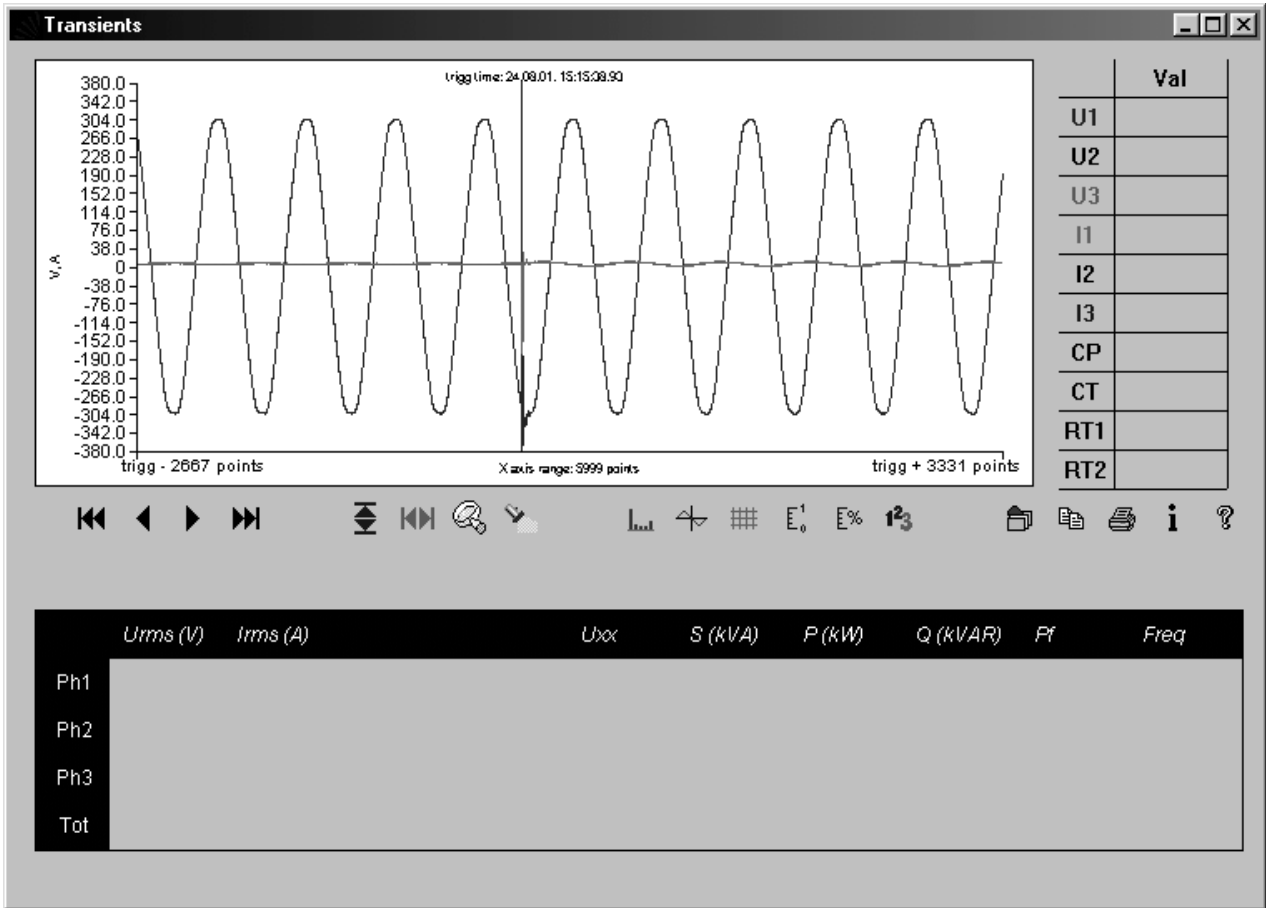 Transients
trigg time: 24.08.01. 15:15:38.93
380.0
342.0
304.0
266.0
228.0
190.0
152.0
114.0
76.0
38.0
0
-38.0
-76.0
-114.0
-152.0
-190.0
-228.0
-266.0
-304.0
-342.0
-380.0
V,A
trigg - 2667 points
X axis range: 5999 points
trigg + 3331 points
Val
U1
U2
U3
I1
I2
I3
CP
CT
RT1
RT2
Urms (V) Irms (A) Uxx S (kVA) P (kW) Q (kVAR) Pf Freq
Ph1
Ph2
Ph3
Tot